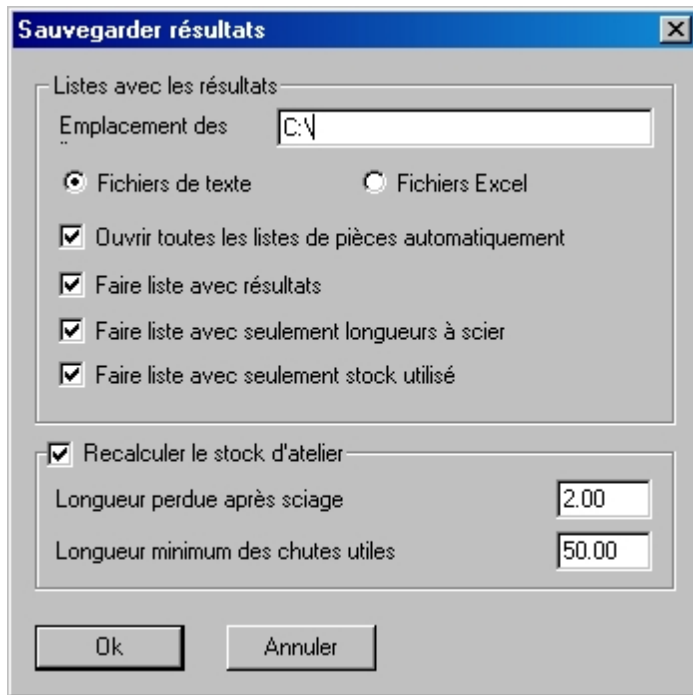 Sauvegarder résultats
Listes avec les résultats
Emplacement des
C:\
Fichiers de texte
Fichiers Excel
Ouvrir toutes les listes de pièces automatiquement
Faire liste avec résultats
Faire liste avec seulement longueurs à scier
Faire liste avec seulement stock utilisé
Recalculer le stock d'atelier
Longueur perdue après sciage
2.00
Longueur minimum des chutes utiles
50.00
Ok
Annuler